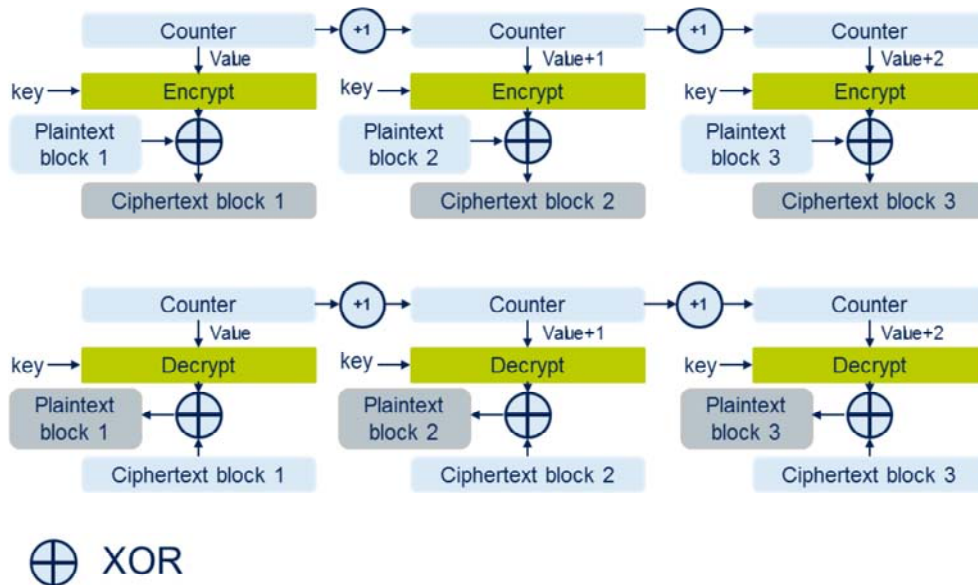 Counter +1 Counter +1 Counter
Value Value+1 Value+2
key Encrypt key Encrypt key Encrypt
Plaintext Plaintext Plaintext
block 1 block 2 block 3
Ciphertext block 1 Ciphertext block 2 Ciphertext block 3
Counter +1 Counter +1 Counter
Value Value+1 Value+2
key Decrypt key Decrypt key Decrypt
Plaintext Plaintext Plaintext
block 1 block 2 block 3
Ciphertext block 1 Ciphertext block 2 Ciphertext block 3
XOR